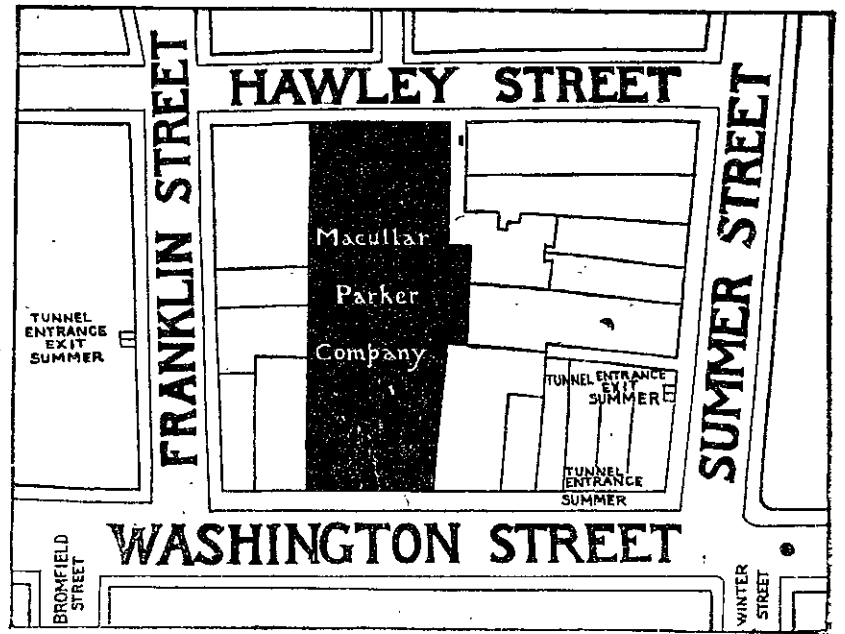 HAWLEY STREET
FRANKLIN STREET
SUMMER STREET
Macullar
Parker
Company
TUNNEL
ENTRANCE
EXIT
SUMMER
TUNNEL ENTRANCE
EXIT
SUMMER
TUNNEL
ENTRANCE
SUMMER
WASHINGTON STREET
BROMFIELD
STREET
WINTER
STREET